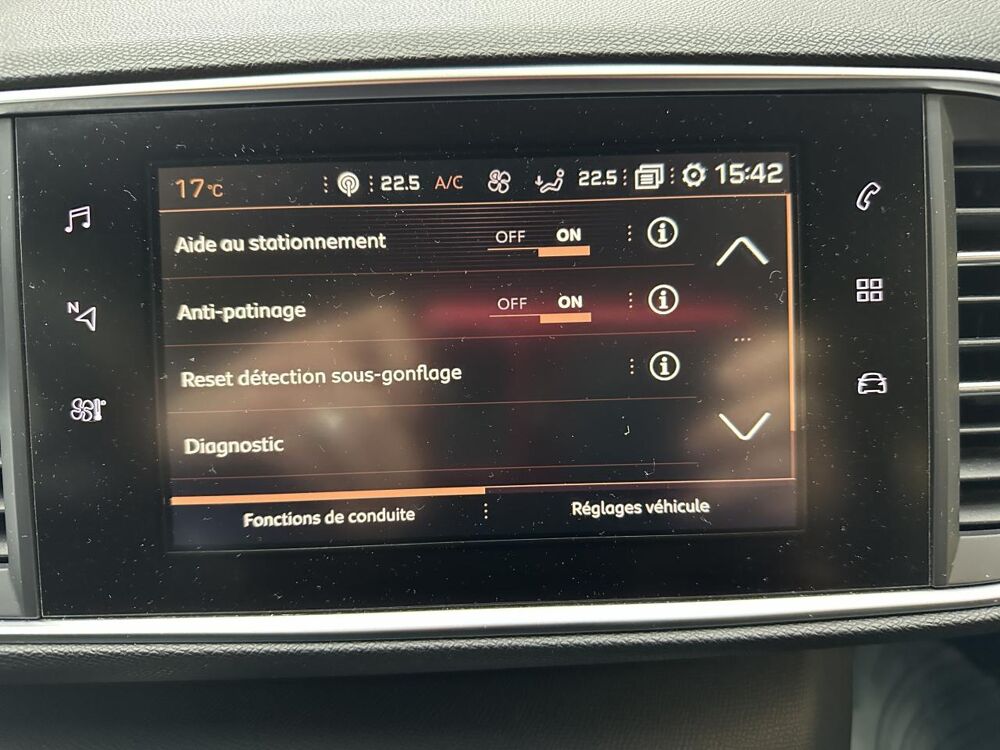 17°C 22.5 A/C 22.5 15:42
Aide au stationnement OFF ON
Anti-patinage OFF ON
Reset détection sous-gonflage
Diagnostic
Fonctions de conduite Réglages véhicule
N